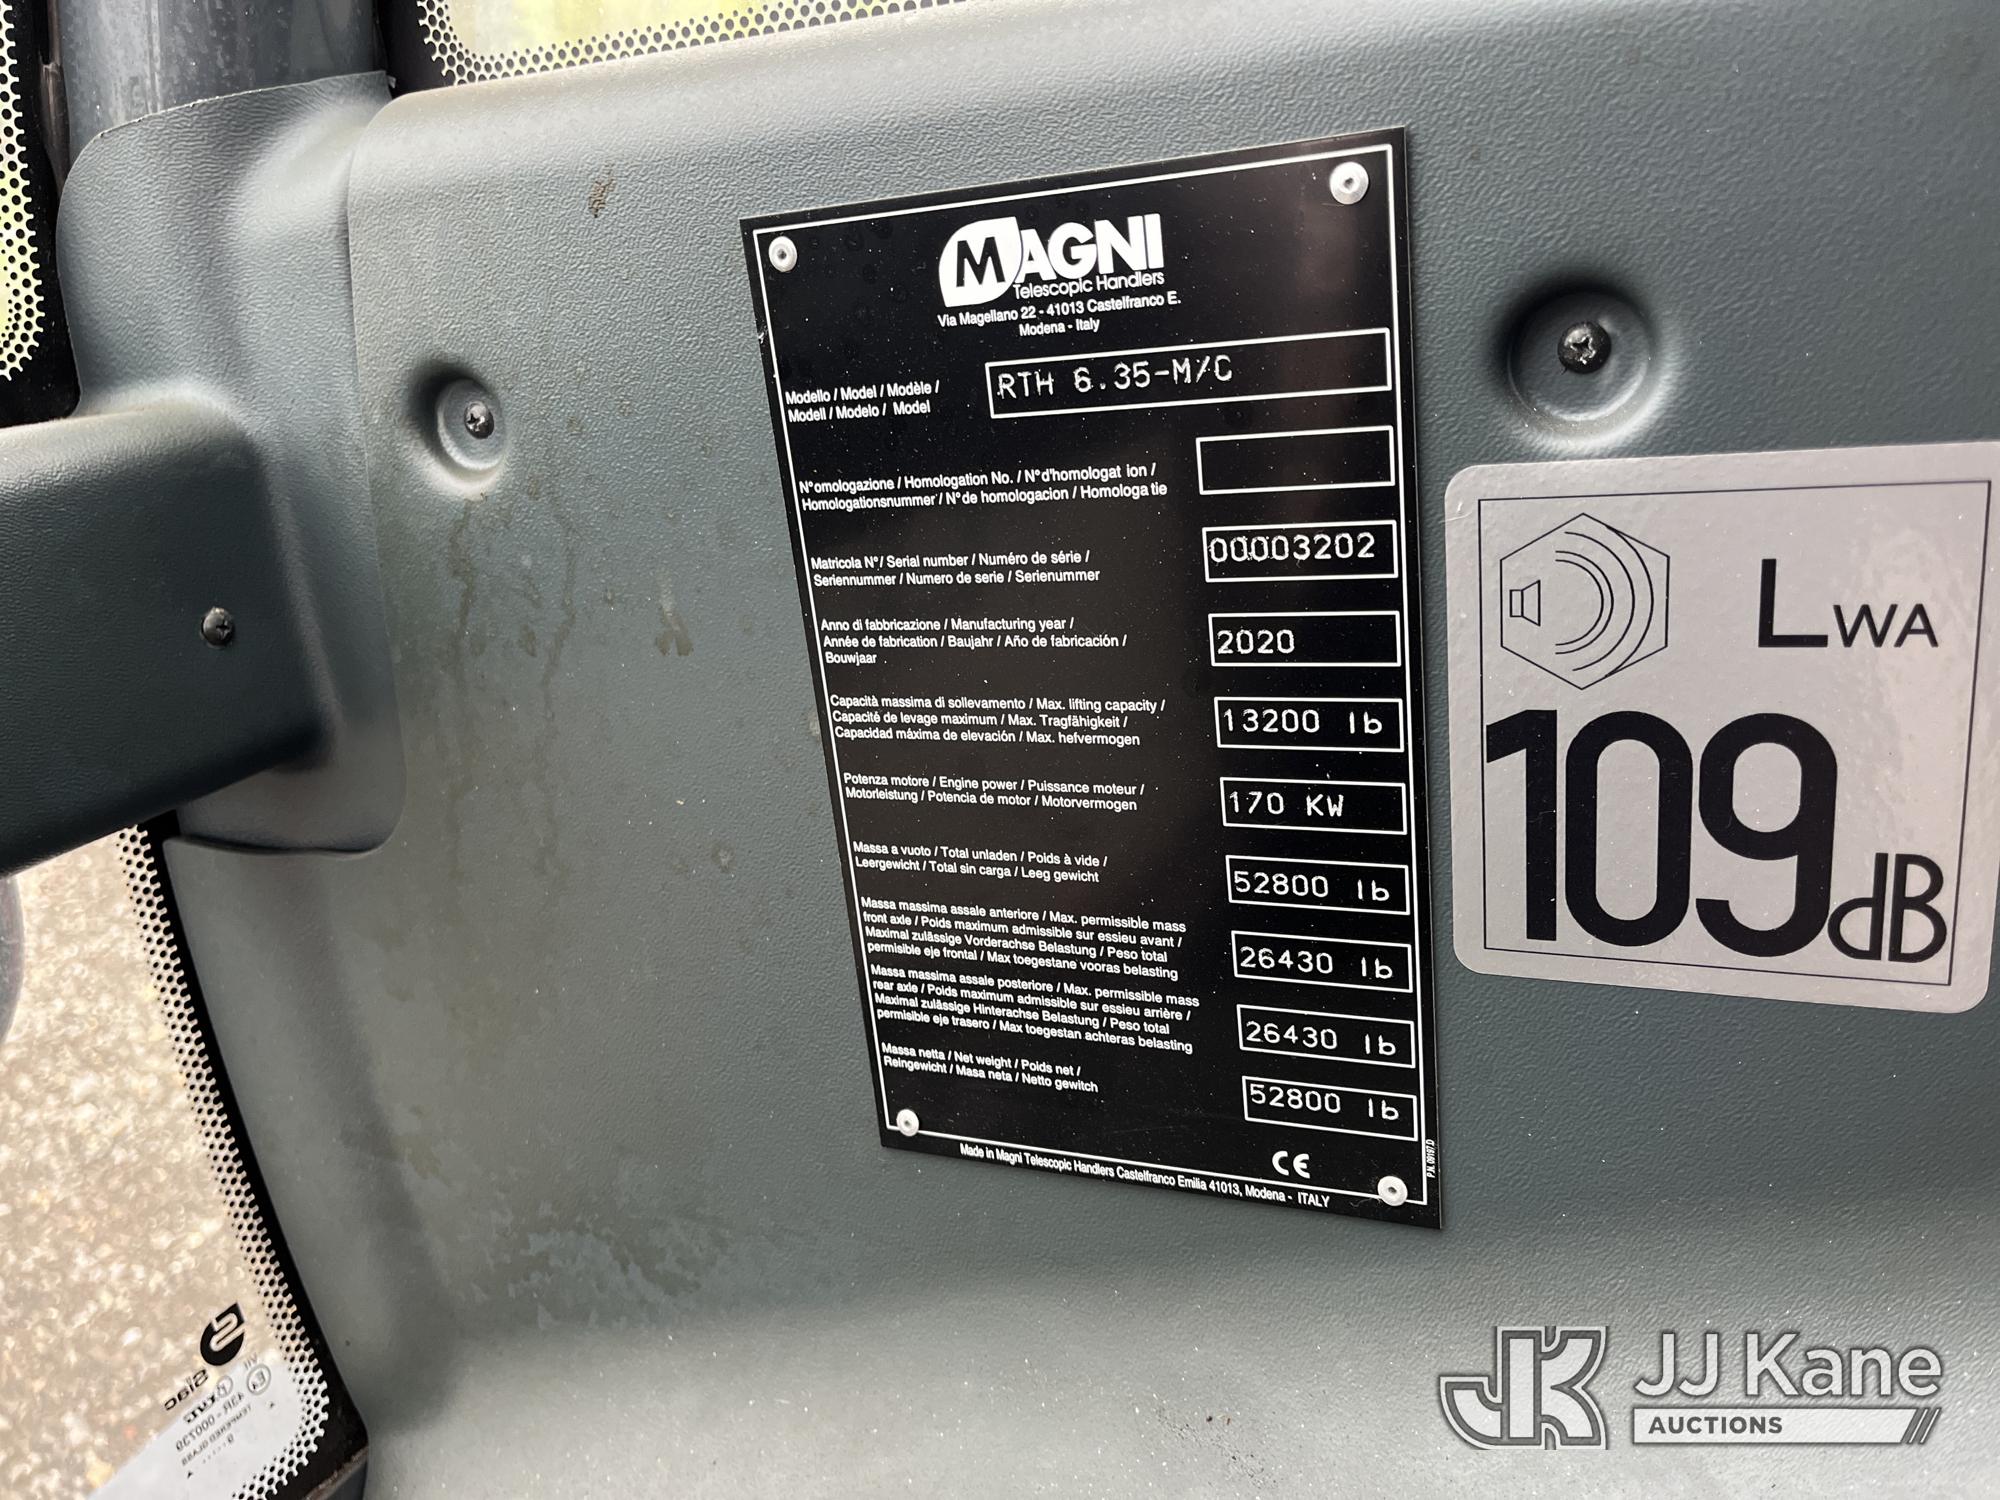 MAGNI
Telescopic Handlers
Via Magellano 22 - 41013 Castelfranco E.
Modena - Italy
Modello / Model / Modèle /
Modell / Modelo / Model
RTH 6.35-M/C
N° omologazione / Homologation No. / N° d'homologat ion /
Homologationsnummer / N° de homologacion / Homologa tie
Matricola N° / Serial number / Numéro de série /
Seriennummer / Numero de serie / Serienummer
00003202
Anno di fabbricazione / Manufacturing year /
Année de fabrication / Baujahr / Año de fabricación /
Bouwjaar
2020
Capacità massima di sollevamento / Max. lifting capacity /
Capacité de levage maximum / Max. Tragfähigkeit /
Capacidad máxima de elevación / Max. hefvermogen
13200 lb
Potenza motore / Engine power / Puissance moteur /
Motorleistung / Potencia de motor / Motorvermogen
170 KW
Massa a vuoto / Total unladen / Poids à vide /
Leergewicht / Total sin carga / Leeg gewicht
52800 lb
Massa massima assale anteriore / Max. permissible mass
front axle / Poids maximum admissible sur essieu avant /
Maximal zulässige Vorderachse Belastung / Peso total
permisible eje frontal / Max toegestane vooras belasting
26430 lb
Massa massima assale posteriore / Max. permissible mass
rear axle / Poids maximum admissible sur essieu arrière /
Maximal zulässige Hinterachse Belastung / Peso total
permisible eje trasero / Max toegestan achteras belasting
26430 lb
Massa netta / Net weight / Poids net /
Reingewicht / Masa neta / Netto gewitch
52800 lb
CE
P.N. 09197.D
Made in Magni Telescopic Handlers Castelfranco Emilia 41013, Modena - ITALY
LWA
109dB
Siac
43R - 000730
TEMPERED GLASS
JK JJ Kane
AUCTIONS